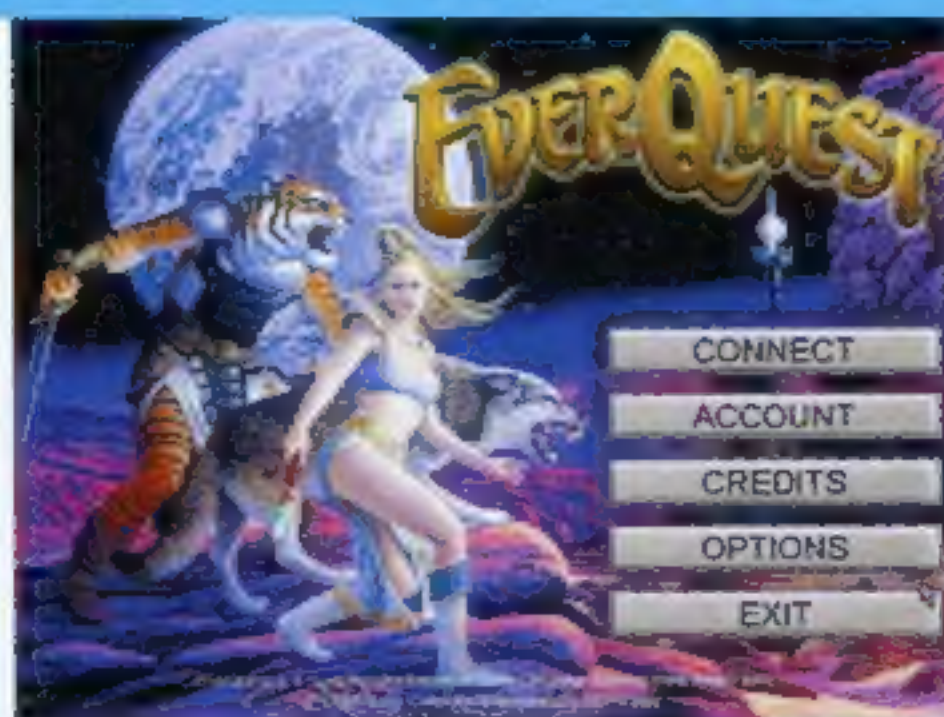 EVERQUEST
CONNECT
ACCOUNT
CREDITS
OPTIONS
EXIT